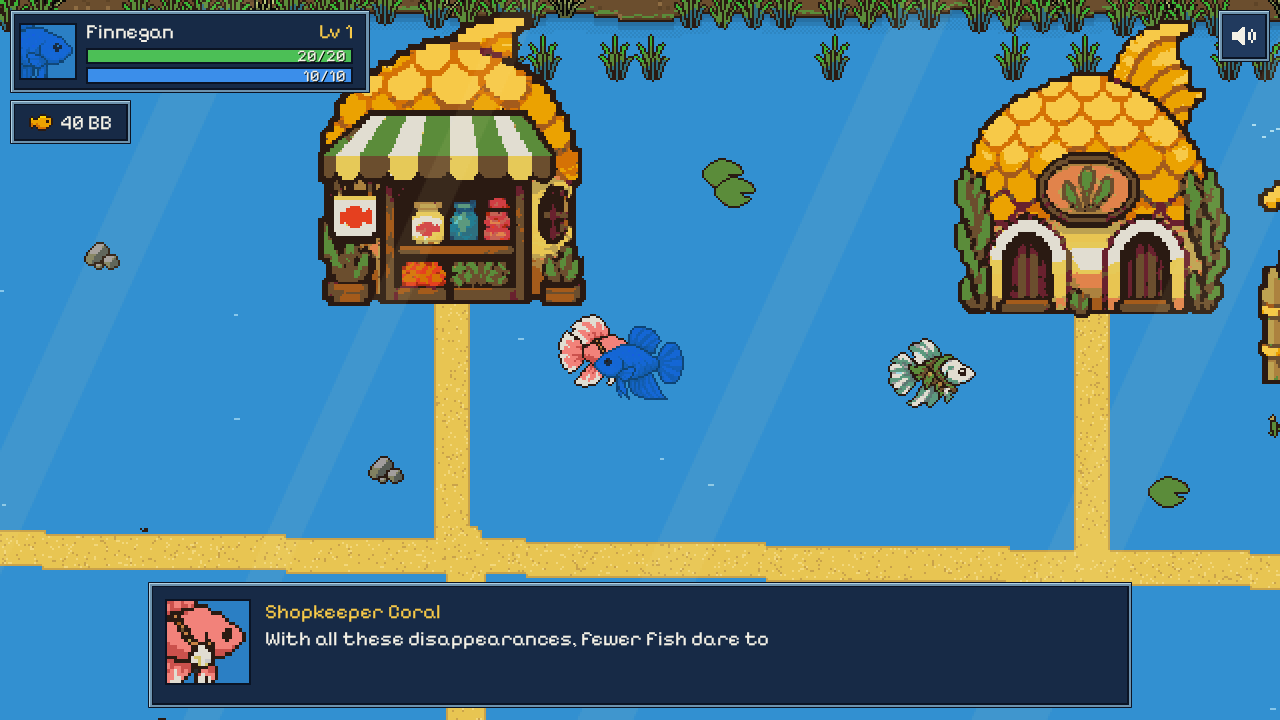 Finnegan Lv 1
20/20
10/10
40 BB
Shopkeeper Coral
With all these disappearances, fewer fish dare to